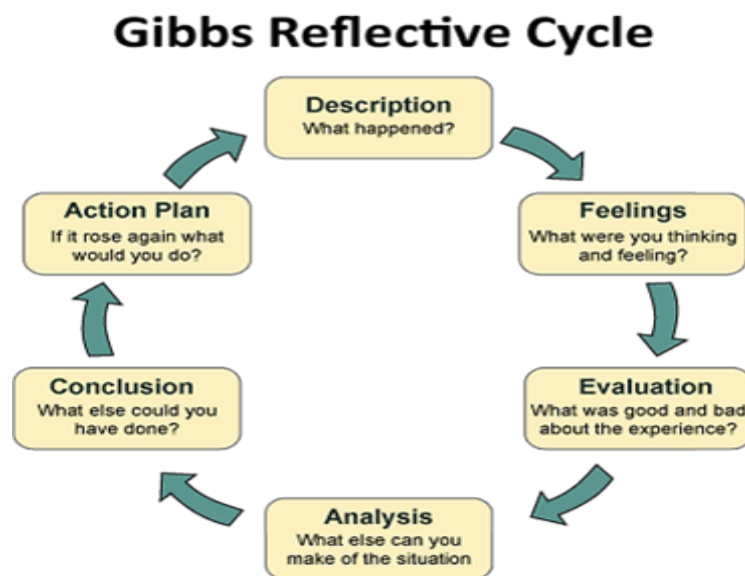 Gibbs Reflective Cycle
Description
What happened?
Feelings
What were you thinking
and feeling?
Evaluation
What was good and bad
about the experience?
Analysis
What else can you
make of the situation
Conclusion
What else could you
have done?
Action Plan
If it rose again what
would you do?